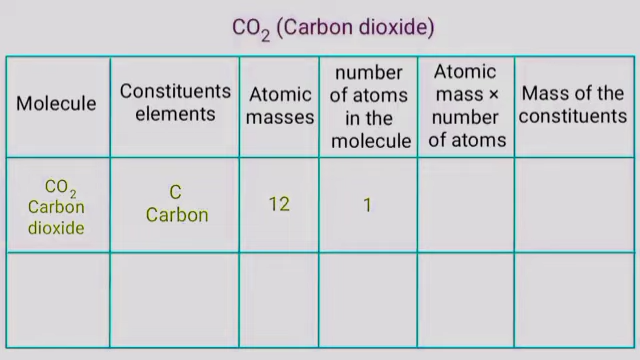 CO₂ (Carbon dioxide)
Molecule
Constituents
elements
Atomic
masses
number
of atoms
in the
molecule
Atomic
mass ×
number
of atoms
Mass of the
constituents
CO₂
Carbon
dioxide
C
Carbon
12
1